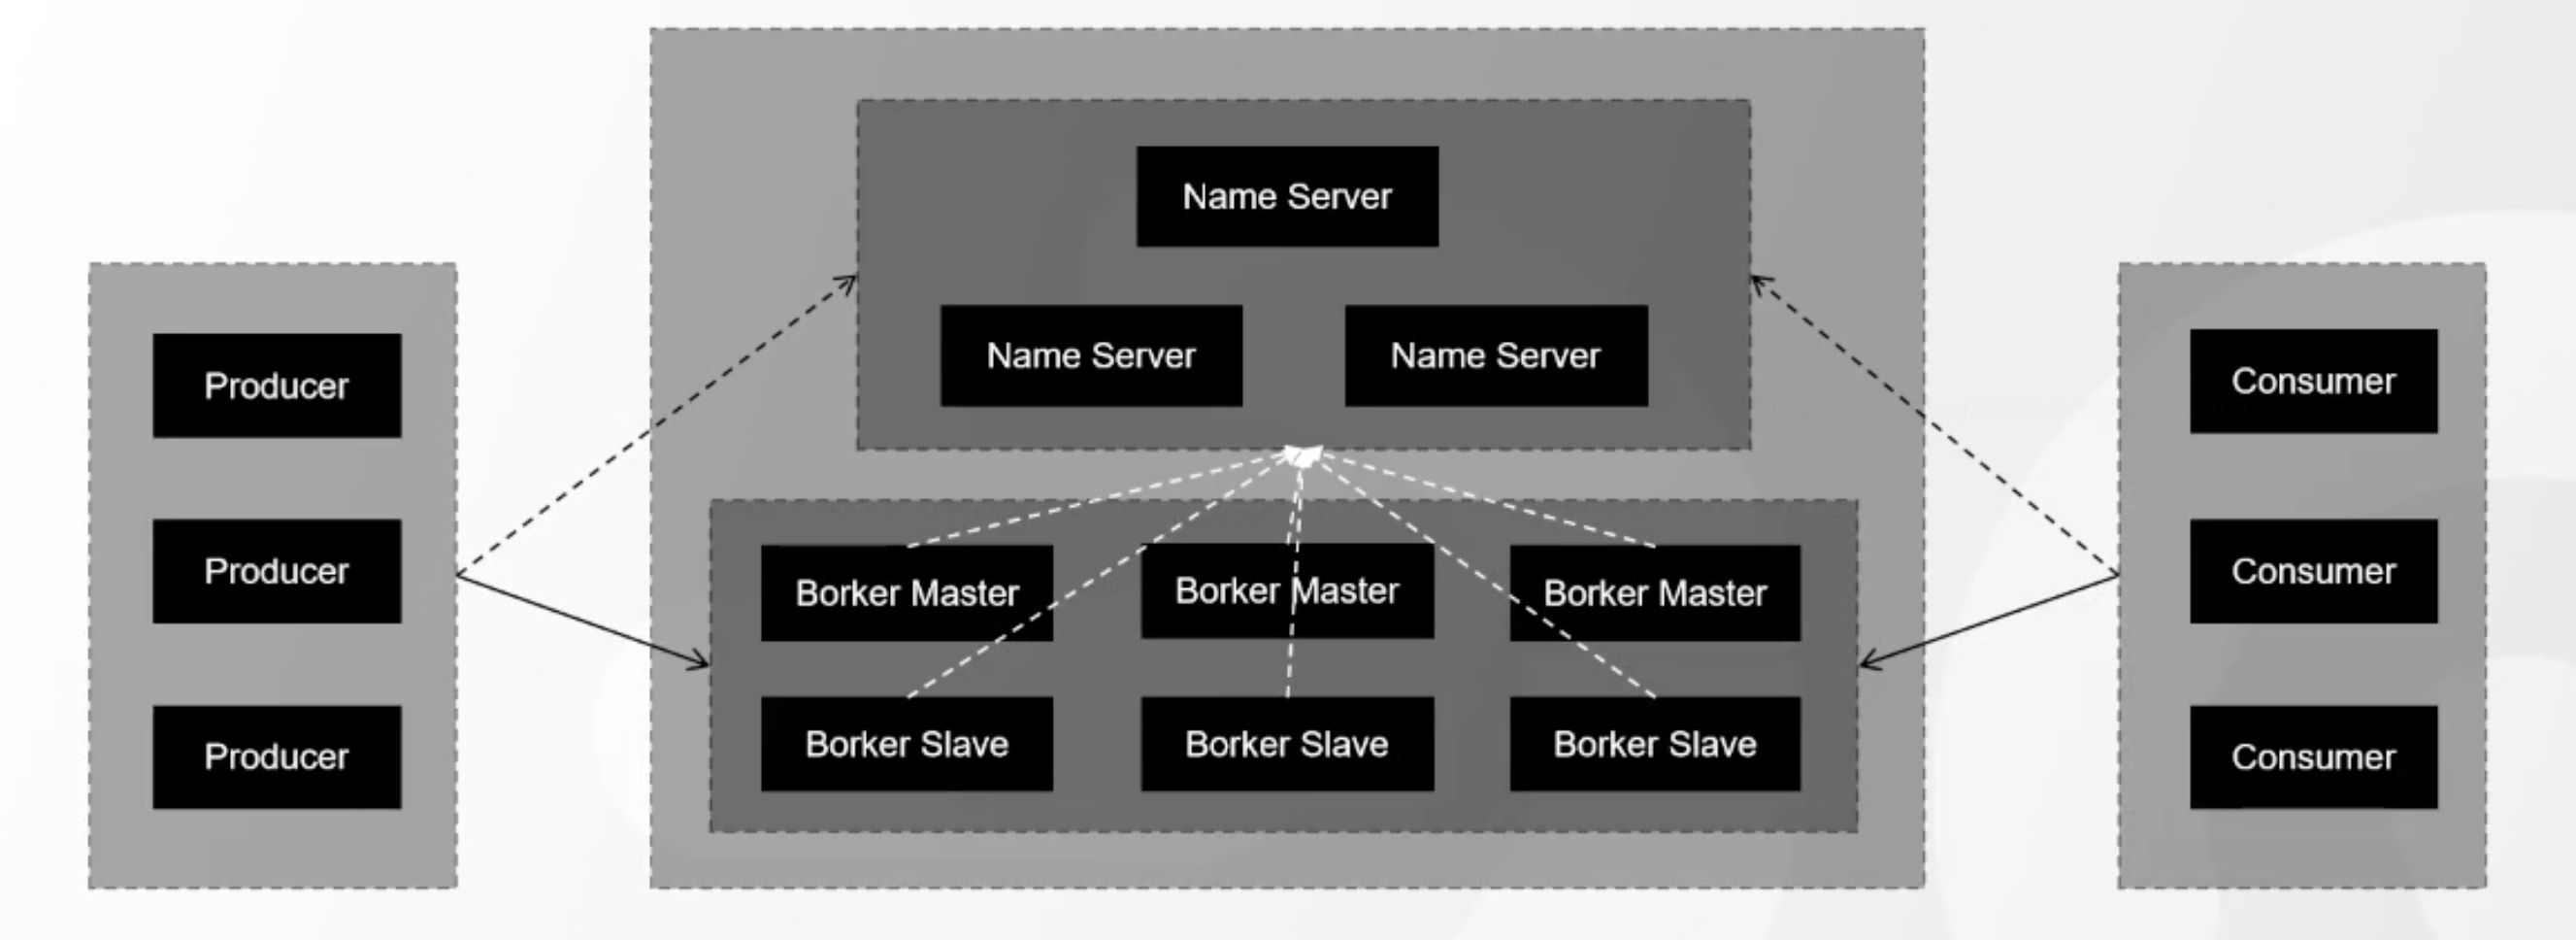 Name Server
Name Server
Name Server
Producer
Producer
Producer
Borker Master
Borker Master
Borker Master
Borker Slave
Borker Slave
Borker Slave
Consumer
Consumer
Consumer